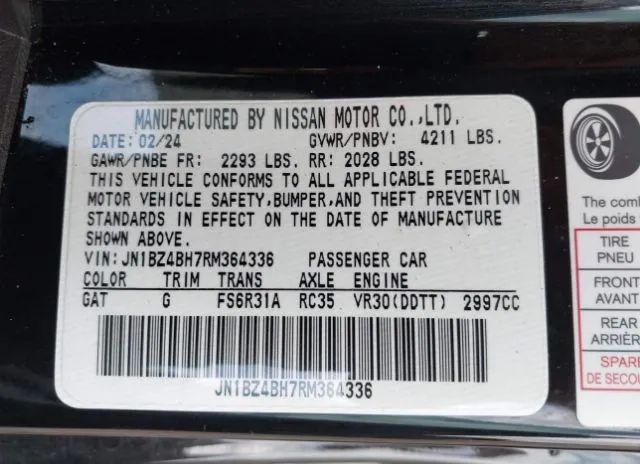 MANUFACTURED BY NISSAN MOTOR CO.,LTD.
DATE: 02/24 GVWR/PNBV: 4211 LBS.
GAWR/PNBE FR: 2293 LBS. RR: 2028 LBS.
THIS VEHICLE CONFORMS TO ALL APPLICABLE FEDERAL
MOTOR VEHICLE SAFETY,BUMPER,AND THEFT PREVENTION
STANDARDS IN EFFECT ON THE DATE OF MANUFACTURE
SHOWN ABOVE.
VIN: JN1BZ4BH7RM364336 PASSENGER CAR
COLOR TRIM TRANS AXLE ENGINE
GAT G FS6R31A RC35 VR30(DDTT) 2997CC
JN1BZ4BH7RM364336
The
Le poids
TIRE
PNEU
FRONT
AVANT
REAR
ARRIÈR
SPARE
DE SECOU